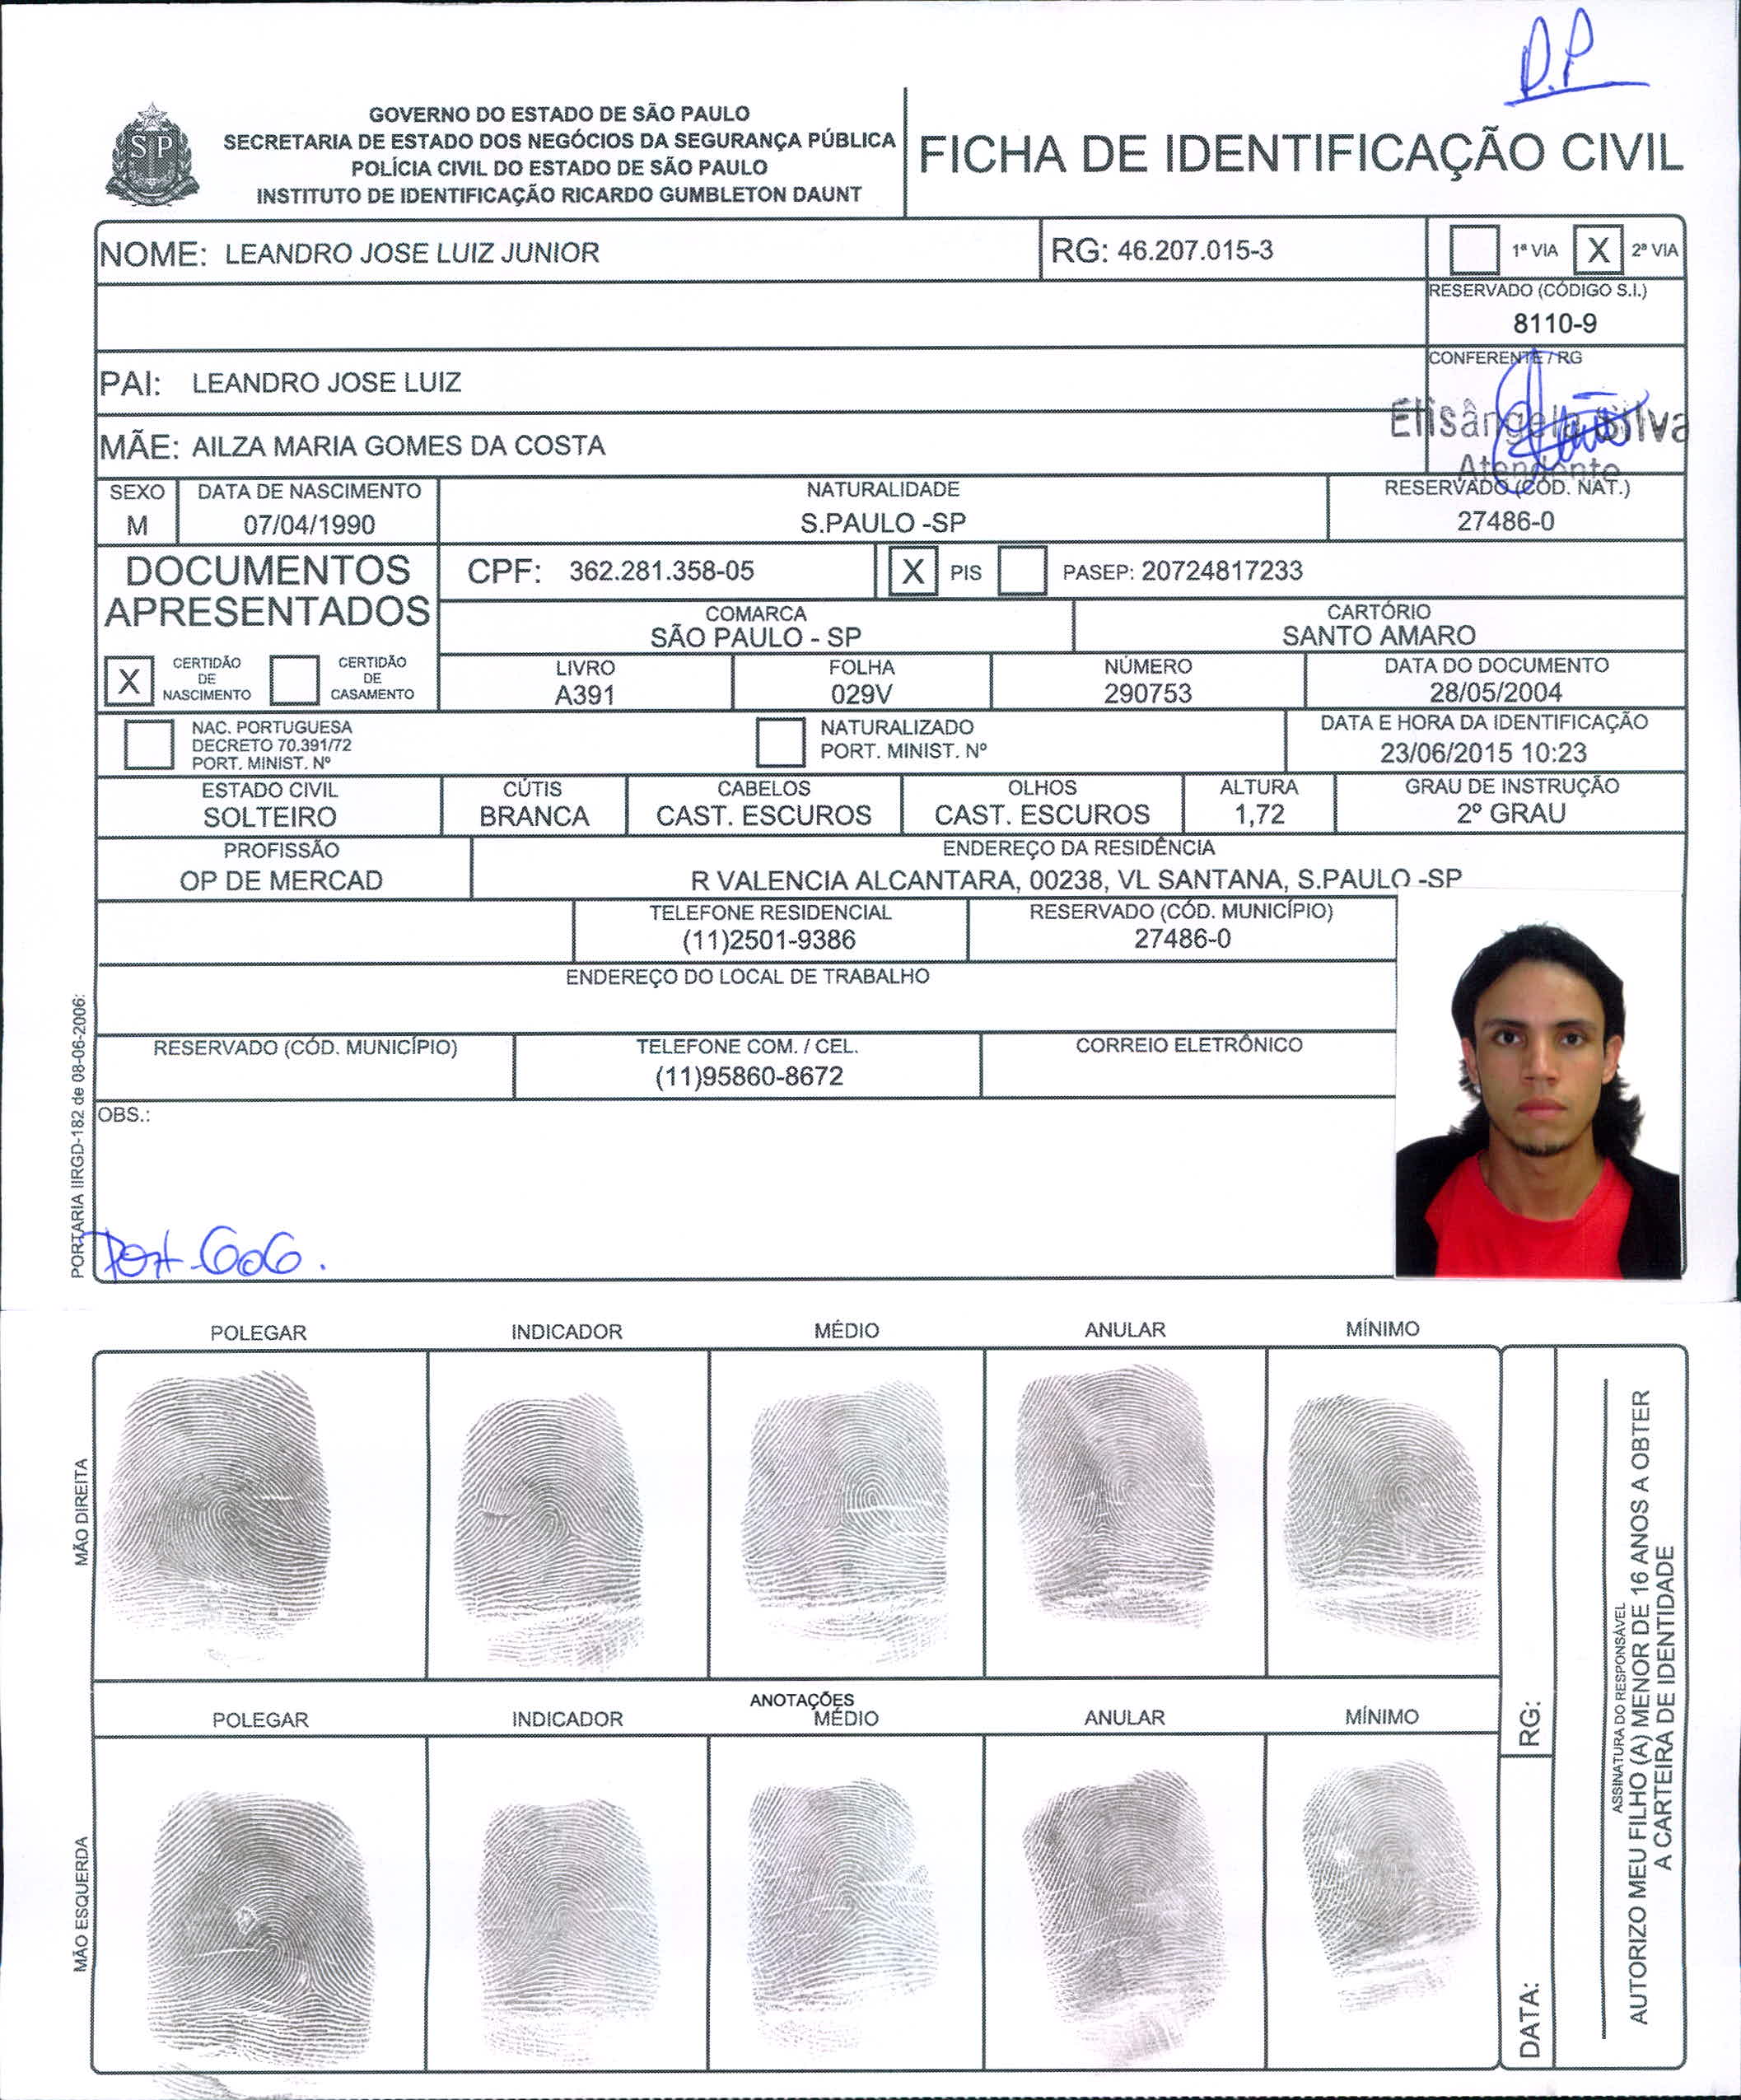 P.P
GOVERNO DO ESTADO DE SÃO PAULO
SECRETARIA DE ESTADO DOS NEGÓCIOS DA SEGURANÇA PÚBLICA
POLÍCIA CIVIL DO ESTADO DE SÃO PAULO
INSTITUTO DE IDENTIFICAÇÃO RICARDO GUMBLETON DAUNT
SP
FICHA DE IDENTIFICAÇÃO CIVIL
NOME: LEANDRO JOSE LUIZ JUNIOR
RG: 46.207.015-3
1ª VIA X 2ª VIA
RESERVADO (CÓDIGO S.I.)
8110-9
PAI: LEANDRO JOSE LUIZ
CONFERENTE / RG
Elisângela Silva
Atendente
MÃE: AILZA MARIA GOMES DA COSTA
SEXO
M
DATA DE NASCIMENTO
07/04/1990
NATURALIDADE
S.PAULO -SP
RESERVADO (CÓD. NAT.)
27486-0
DOCUMENTOS
APRESENTADOS
CPF: 362.281.358-05
X PIS
PASEP: 20724817233
COMARCA
SÃO PAULO - SP
CARTÓRIO
SANTO AMARO
X CERTIDÃO
DE
NASCIMENTO
CERTIDÃO
DE
CASAMENTO
LIVRO
A391
FOLHA
029V
NÚMERO
290753
DATA DO DOCUMENTO
28/05/2004
NAC. PORTUGUESA
DECRETO 70.391/72
PORT. MINIST. Nº
NATURALIZADO
PORT. MINIST. Nº
DATA E HORA DA IDENTIFICAÇÃO
23/06/2015 10:23
ESTADO CIVIL
SOLTEIRO
CÚTIS
BRANCA
CABELOS
CAST. ESCUROS
OLHOS
CAST. ESCUROS
ALTURA
1,72
GRAU DE INSTRUÇÃO
2º GRAU
PROFISSÃO
OP DE MERCAD
ENDEREÇO DA RESIDÊNCIA
R VALENCIA ALCANTARA, 00238, VL SANTANA, S.PAULO -SP
TELEFONE RESIDENCIAL
(11)2501-9386
RESERVADO (CÓD. MUNICÍPIO)
27486-0
ENDEREÇO DO LOCAL DE TRABALHO
RESERVADO (CÓD. MUNICÍPIO)
TELEFONE COM. / CEL.
(11)95860-8672
CORREIO ELETRÔNICO
OBS.:
PORTARIA IIRGD-182 de 08-06-2006:
POLEGAR INDICADOR MÉDIO ANULAR MÍNIMO
MÃO DIREITA
ANOTAÇÕES
POLEGAR INDICADOR MÉDIO ANULAR MÍNIMO
MÃO ESQUERDA
RG:
DATA:
ASSINATURA DO RESPONSÁVEL
AUTORIZO MEU FILHO (A) MENOR DE 16 ANOS A OBTER
A CARTEIRA DE IDENTIDADE